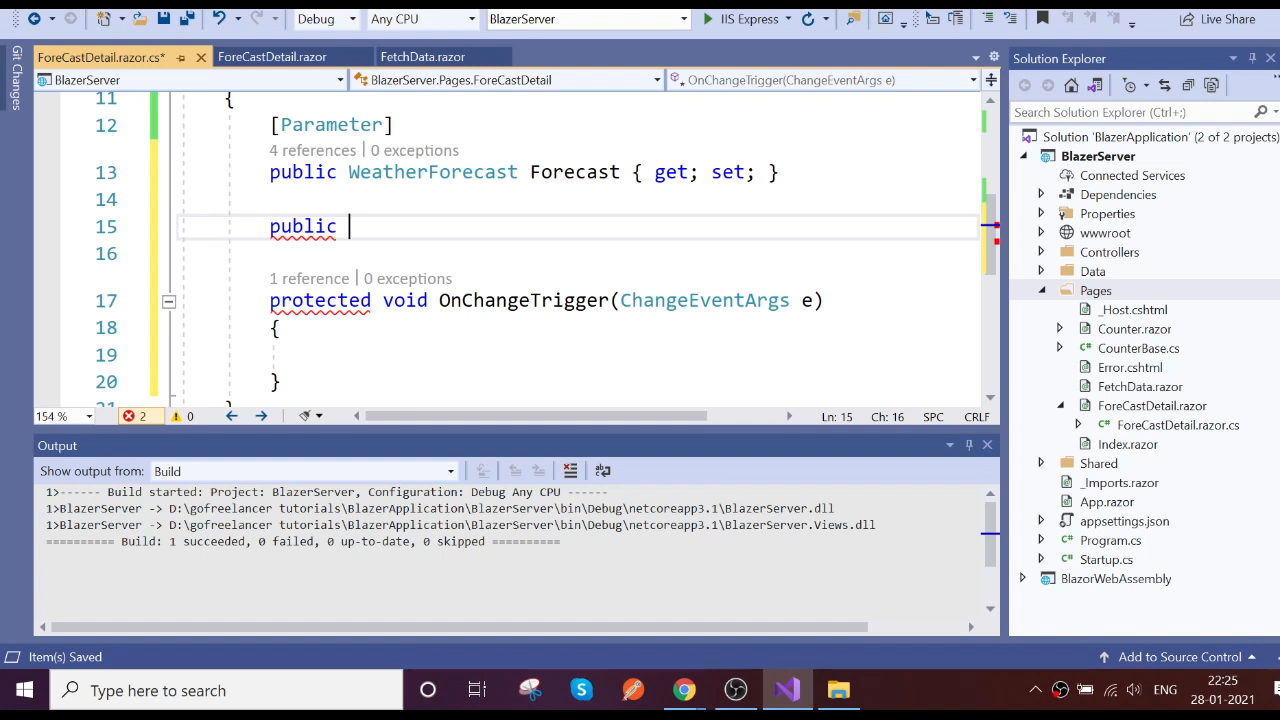 Debug
Any CPU
BlazerServer
IIS Express
Live Share
Git Changes
ForeCastDetail.razor.cs*
ForeCastDetail.razor
FetchData.razor
BlazerServer
BlazerServer.Pages.ForeCastDetail
OnChangeTrigger(ChangeEventArgs e)
11 {
12 [Parameter]
4 references | 0 exceptions
13 public WeatherForecast Forecast { get; set; }
14
15 public
16
1 reference | 0 exceptions
17 protected void OnChangeTrigger(ChangeEventArgs e)
18 {
19
20 }
154 %
2
0
Ln: 15
Ch: 16
SPC
CRLF
Output
Show output from: Build
1>------ Build started: Project: BlazerServer, Configuration: Debug Any CPU ------
1>BlazerServer -> D:\gofreelancer tutorials\BlazerApplication\BlazerServer\bin\Debug\netcoreapp3.1\BlazerServer.dll
1>BlazerServer -> D:\gofreelancer tutorials\BlazerApplication\BlazerServer\bin\Debug\netcoreapp3.1\BlazerServer.Views.dll
========== Build: 1 succeeded, 0 failed, 0 up-to-date, 0 skipped ==========
Solution Explorer
Search Solution Explorer (Ctrl+;)
Solution 'BlazerApplication' (2 of 2 projects)
BlazerServer
Connected Services
Dependencies
Properties
wwwroot
Controllers
Data
Pages
_Host.cshtml
Counter.razor
CounterBase.cs
Error.cshtml
FetchData.razor
ForeCastDetail.razor
ForeCastDetail.razor.cs
Index.razor
Shared
_Imports.razor
App.razor
appsettings.json
Program.cs
Startup.cs
BlazorWebAssembly
Item(s) Saved
Add to Source Control
Type here to search
ENG
22:25
28-01-2021